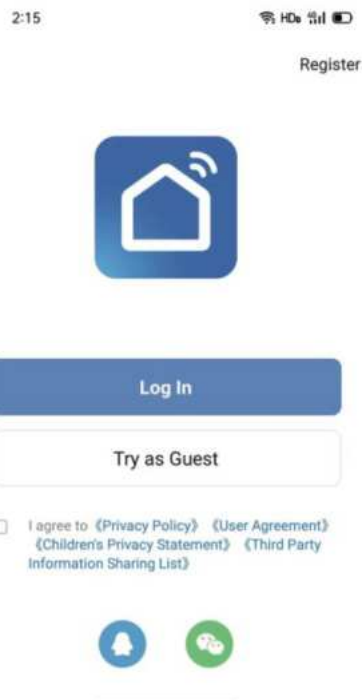 2:15
HD
Register
Log In
Try as Guest
I agree to 《Privacy Policy》 《User Agreement》
《Children's Privacy Statement》 《Third Party
Information Sharing List》